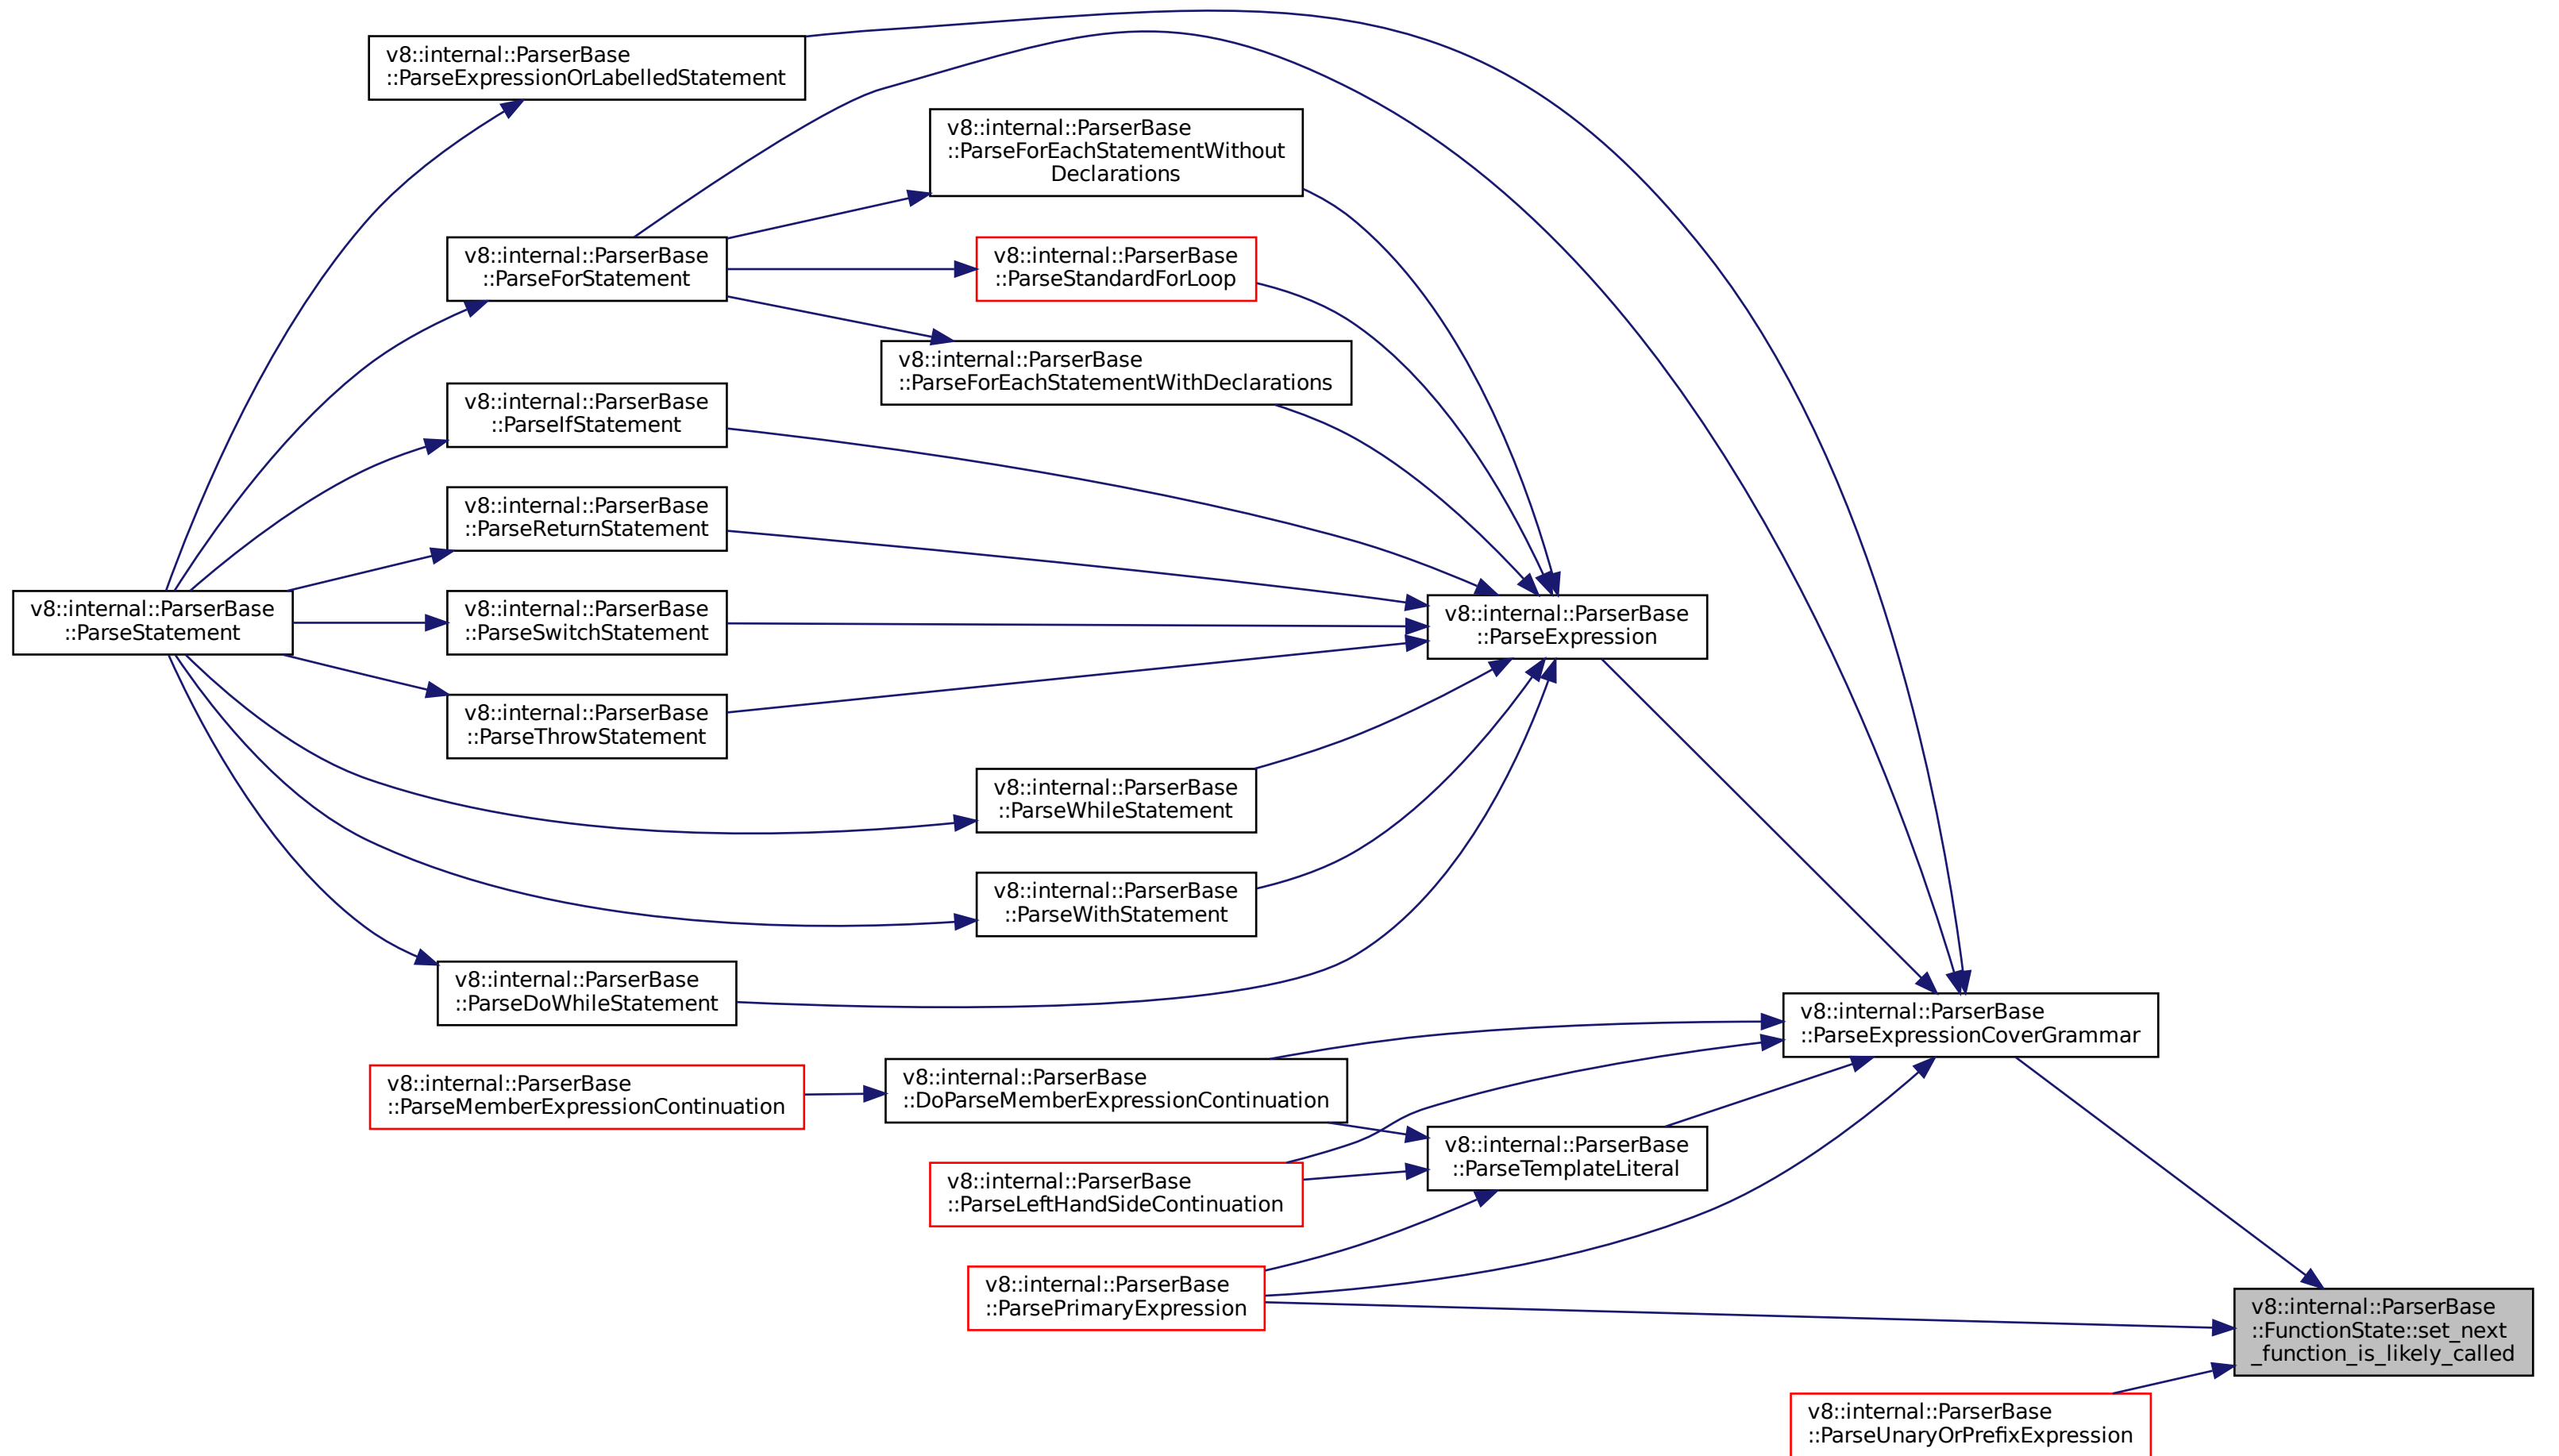 v8::internal::ParserBase
::ParseExpressionOrLabelledStatement
v8::internal::ParserBase
::ParseForEachStatementWithout
Declarations
v8::internal::ParserBase
::ParseForStatement
v8::internal::ParserBase
::ParseStandardForLoop
v8::internal::ParserBase
::ParseForEachStatementWithDeclarations
v8::internal::ParserBase
::ParseIfStatement
v8::internal::ParserBase
::ParseReturnStatement
v8::internal::ParserBase
::ParseStatement
v8::internal::ParserBase
::ParseSwitchStatement
v8::internal::ParserBase
::ParseExpression
v8::internal::ParserBase
::ParseThrowStatement
v8::internal::ParserBase
::ParseWhileStatement
v8::internal::ParserBase
::ParseWithStatement
v8::internal::ParserBase
::ParseDoWhileStatement
v8::internal::ParserBase
::ParseExpressionCoverGrammar
v8::internal::ParserBase
::ParseMemberExpressionContinuation
v8::internal::ParserBase
::DoParseMemberExpressionContinuation
v8::internal::ParserBase
::ParseTemplateLiteral
v8::internal::ParserBase
::ParseLeftHandSideContinuation
v8::internal::ParserBase
::ParsePrimaryExpression
v8::internal::ParserBase
::FunctionState::set_next
_function_is_likely_called
v8::internal::ParserBase
::ParseUnaryOrPrefixExpression